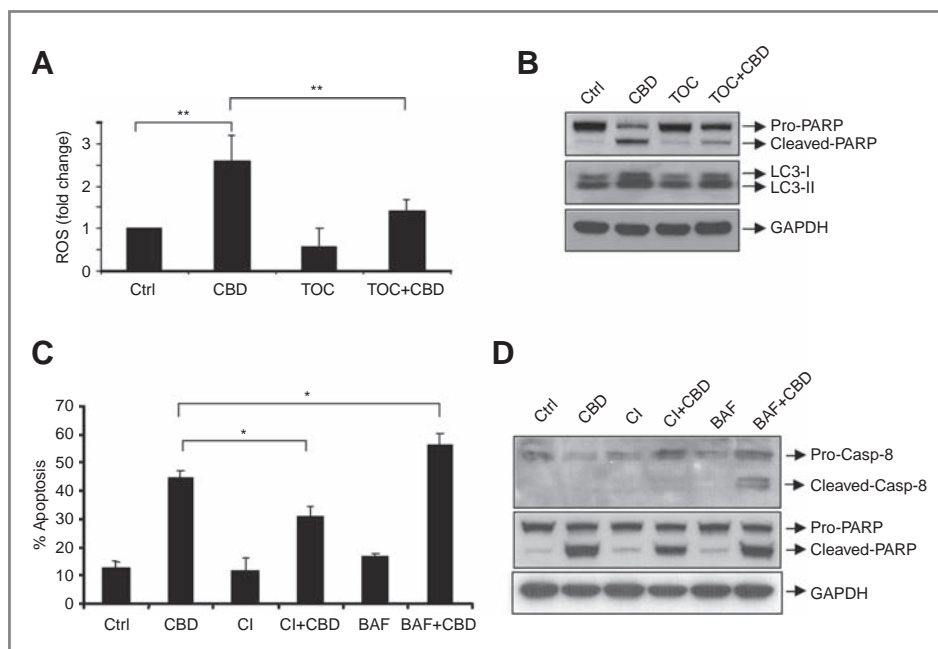 A
**
**
ROS (fold change)
3
2
1
0
Ctrl CBD TOC TOC+CBD
B
Ctrl CBD TOC TOC+CBD
Pro-PARP
Cleaved-PARP
LC3-I
LC3-II
GAPDH
C
*
*
% Apoptosis
70
60
50
40
30
20
10
0
Ctrl CBD CI CI+CBD BAF BAF+CBD
D
Ctrl CBD CI CI+CBD BAF BAF+CBD
Pro-Casp-8
Cleaved-Casp-8
Pro-PARP
Cleaved-PARP
GAPDH